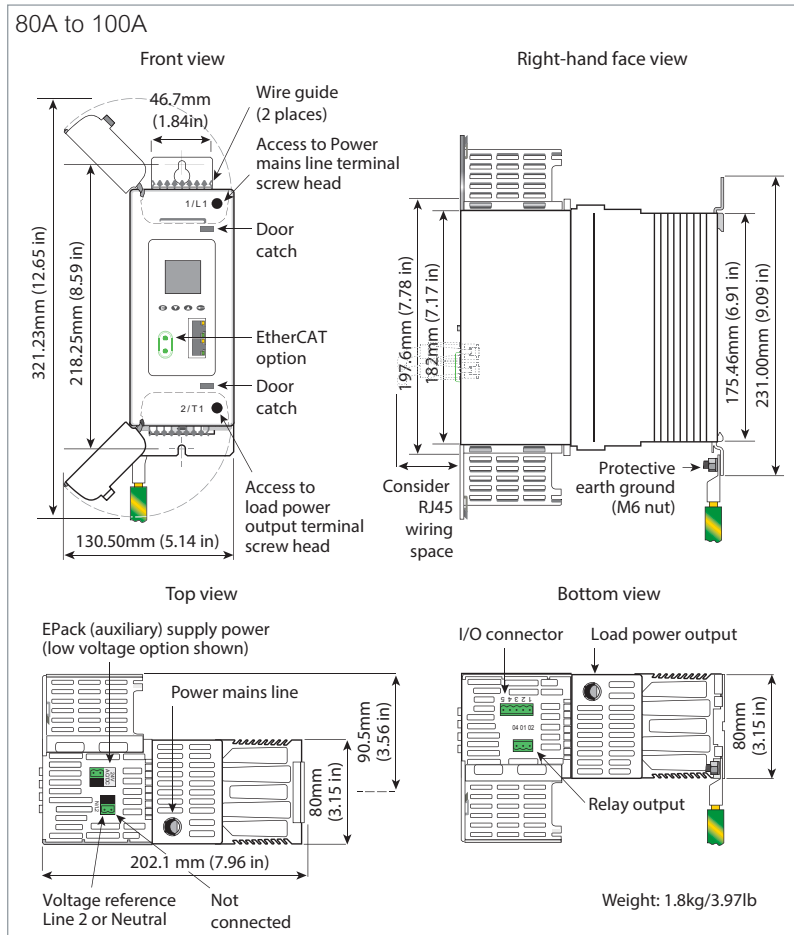 80A to 100A
Front view
Right-hand face view
46.7mm
(1.84in)
Wire guide
(2 places)
Access to Power
mains line terminal
screw head
1/L1
Door
catch
EtherCAT
option
Door
catch
2/T1
Access to
load power
output terminal
screw head
321.23mm (12.65 in)
218.25mm (8.59 in)
130.50mm (5.14 in)
197.6mm (7.78 in)
182mm (7.17 in)
175.46mm (6.91 in)
231.00mm (9.09 in)
Consider
RJ45
wiring
space
Protective
earth ground
(M6 nut)
Top view
Bottom view
EPack (auxiliary) supply power
(low voltage option shown)
Power mains line
24V
AC/DC
N/L2
90.5mm
(3.56 in)
80mm
(3.15 in)
202.1 mm (7.96 in)
Voltage reference
Line 2 or Neutral
Not
connected
I/O connector
Load power output
5 4 3 2 1
04 01 02
Relay output
80mm
(3.15 in)
Weight: 1.8kg/3.97lb